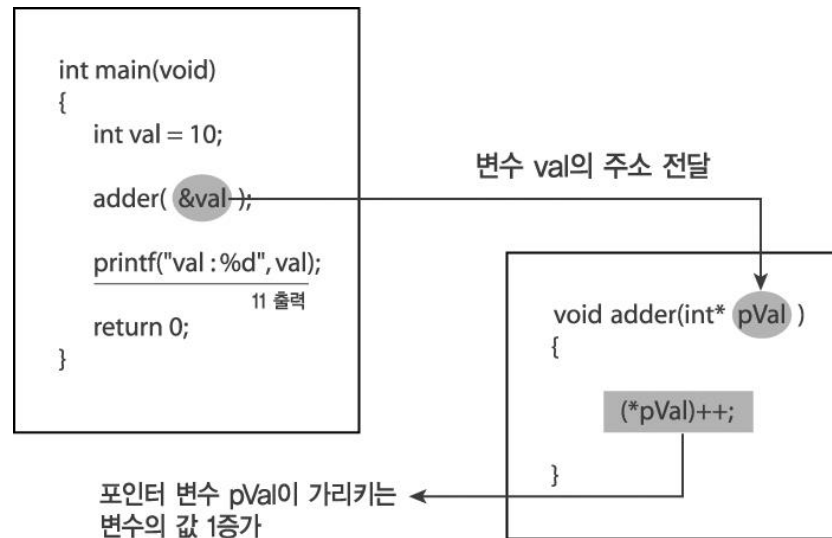 int main(void)
{
int val = 10;
adder( &val );
printf("val : %d", val);
11 출력
return 0;
}
변수 val의 주소 전달
void adder(int* pVal )
{
(*pVal)++;
}
포인터 변수 pVal이 가리키는
변수의 값 1증가